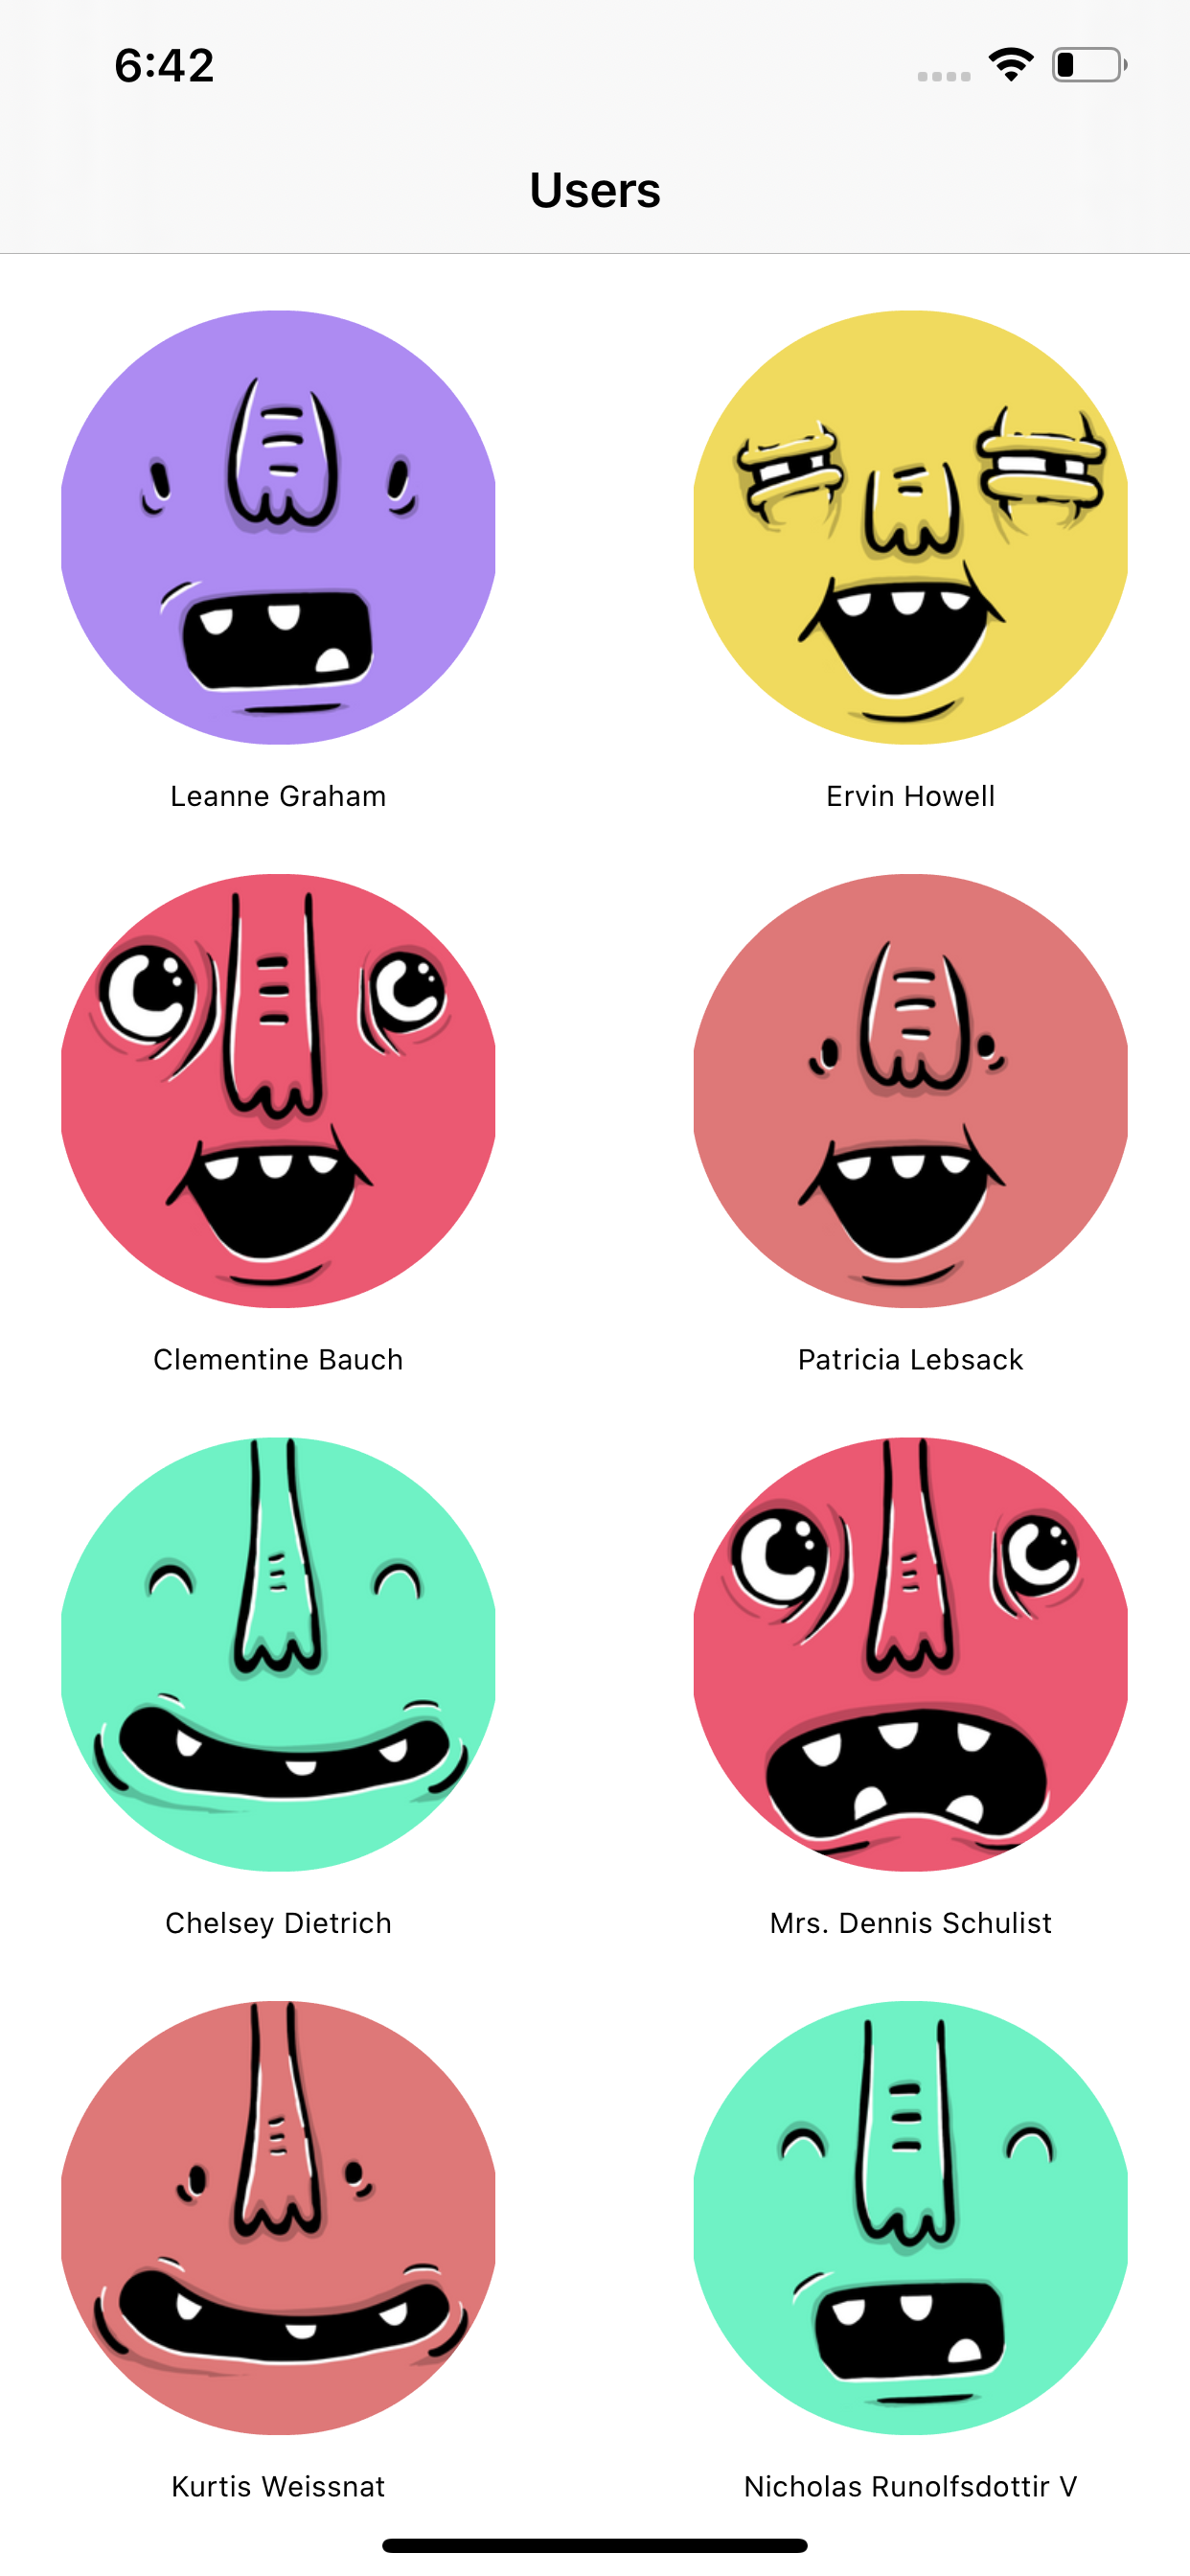 6:42
Users
Leanne Graham
Ervin Howell
Clementine Bauch
Patricia Lebsack
Chelsey Dietrich
Mrs. Dennis Schulist
Kurtis Weissnat
Nicholas Runolfsdottir V